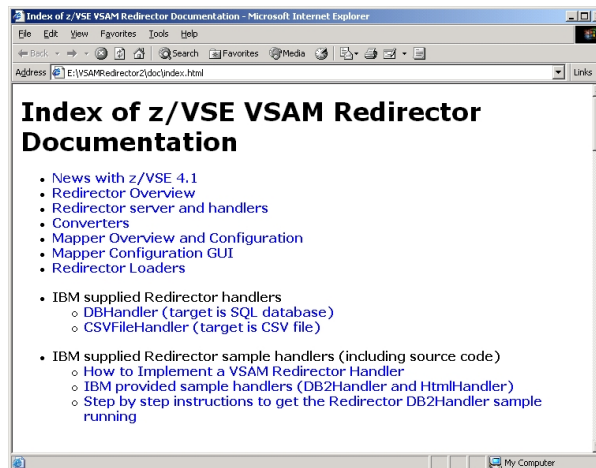 Index of z/VSE VSAM Redirector Documentation - Microsoft Internet Explorer
File Edit View Favorites Tools Help
Back Search Favorites Media
Address E:\VSAMRedirector2\doc\index.html Links
Index of z/VSE VSAM Redirector
Documentation
News with z/VSE 4.1
Redirector Overview
Redirector server and handlers
Converters
Mapper Overview and Configuration
Mapper Configuration GUI
Redirector Loaders
IBM supplied Redirector handlers
DBHandler (target is SQL database)
CSVFileHandler (target is CSV file)
IBM supplied Redirector sample handlers (including source code)
How to Implement a VSAM Redirector Handler
IBM provided sample handlers (DB2Handler and HtmlHandler)
Step by step instructions to get the Redirector DB2Handler sample
running
My Computer